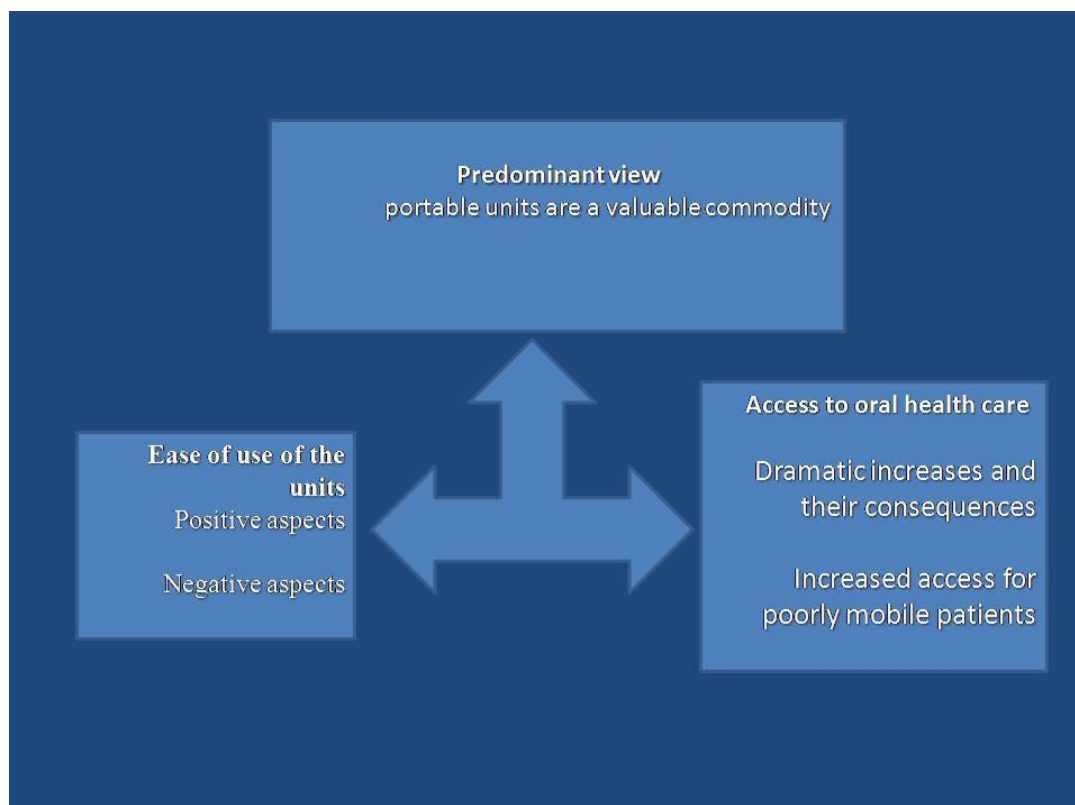 Predominant view
portable units are a valuable commodity
Ease of use of the
units
Positive aspects
Negative aspects
Access to oral health care
Dramatic increases and
their consequences
Increased access for
poorly mobile patients